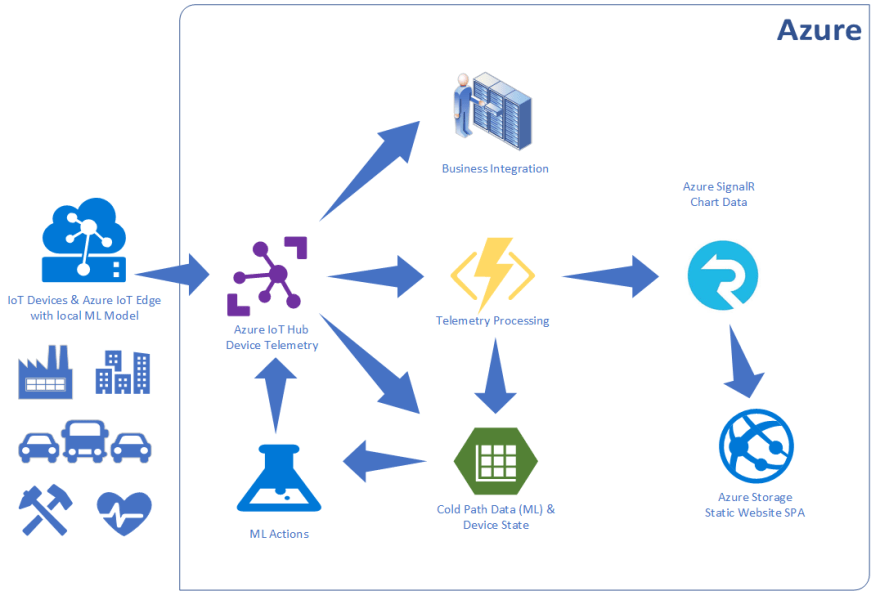 Azure
Business Integration
Azure SignalR
Chart Data
IoT Devices & Azure IoT Edge
with local ML Model
Azure IoT Hub
Device Telemetry
Telemetry Processing
Cold Path Data (ML) &
Device State
ML Actions
Azure Storage
Static Website SPA